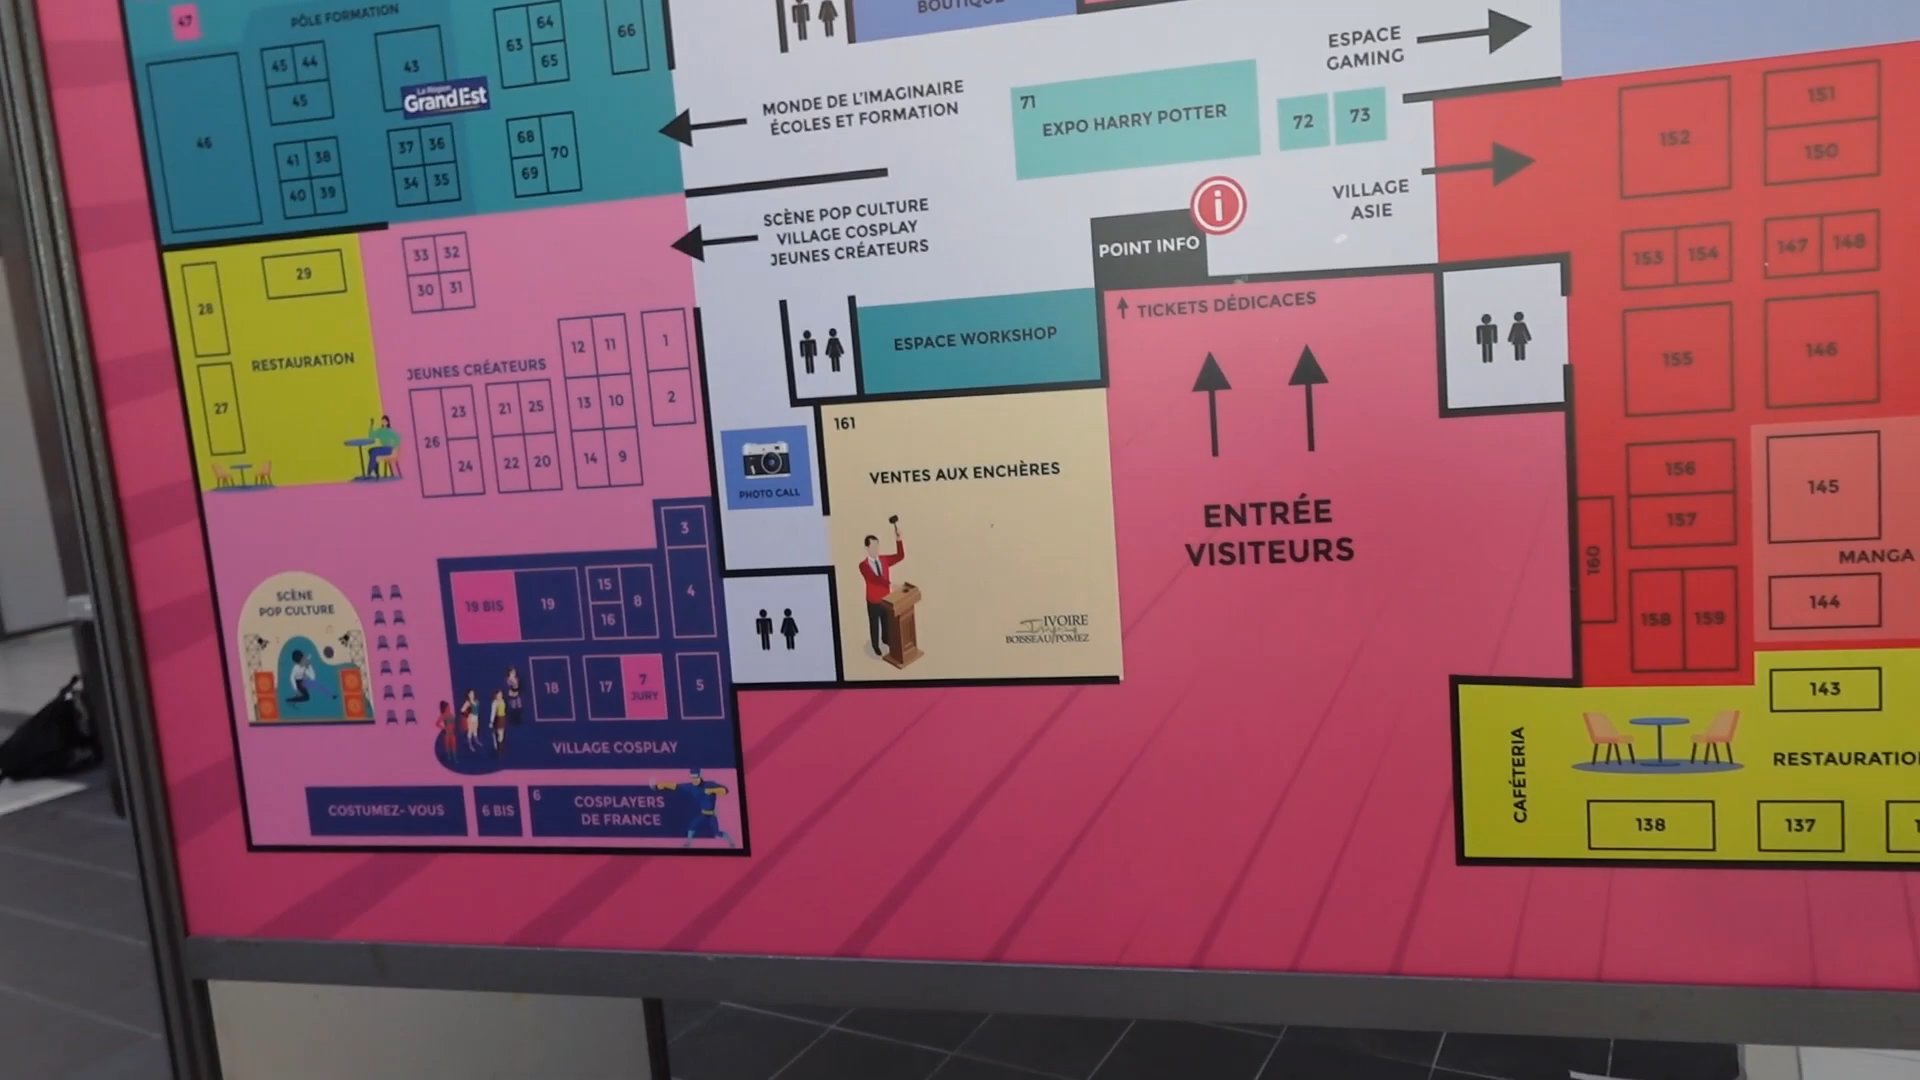 47
PÔLE FORMATION
BOUTIQUE
46
45
44
45
43
La Région
GrandEst
63
64
65
66
41
38
40
39
37
36
34
35
68
69
70
MONDE DE L'IMAGINAIRE
ÉCOLES ET FORMATION
71
EXPO HARRY POTTER
72
73
ESPACE
GAMING
VILLAGE
ASIE
SCÈNE POP CULTURE
VILLAGE COSPLAY
JEUNES CRÉATEURS
i
POINT INFO
TICKETS DÉDICACES
ESPACE WORKSHOP
28
29
27
RESTAURATION
33
32
30
31
JEUNES CRÉATEURS
12
11
13
10
14
9
1
2
26
23
24
21
25
22
20
PHOTO CALL
161
VENTES AUX ENCHÈRES
IVOIRE
BOISSEAU/POMEZ
ENTRÉE
VISITEURS
SCÈNE
POP CULTURE
3
4
19 BIS
19
15
16
8
18
17
7
JURY
5
VILLAGE COSPLAY
COSTUMEZ-VOUS
6 BIS
6
COSPLAYERS
DE FRANCE
152
151
150
153
154
147
148
155
146
156
157
145
MANGA
160
158
159
144
143
CAFÉTERIA
RESTAURATIO
138
137